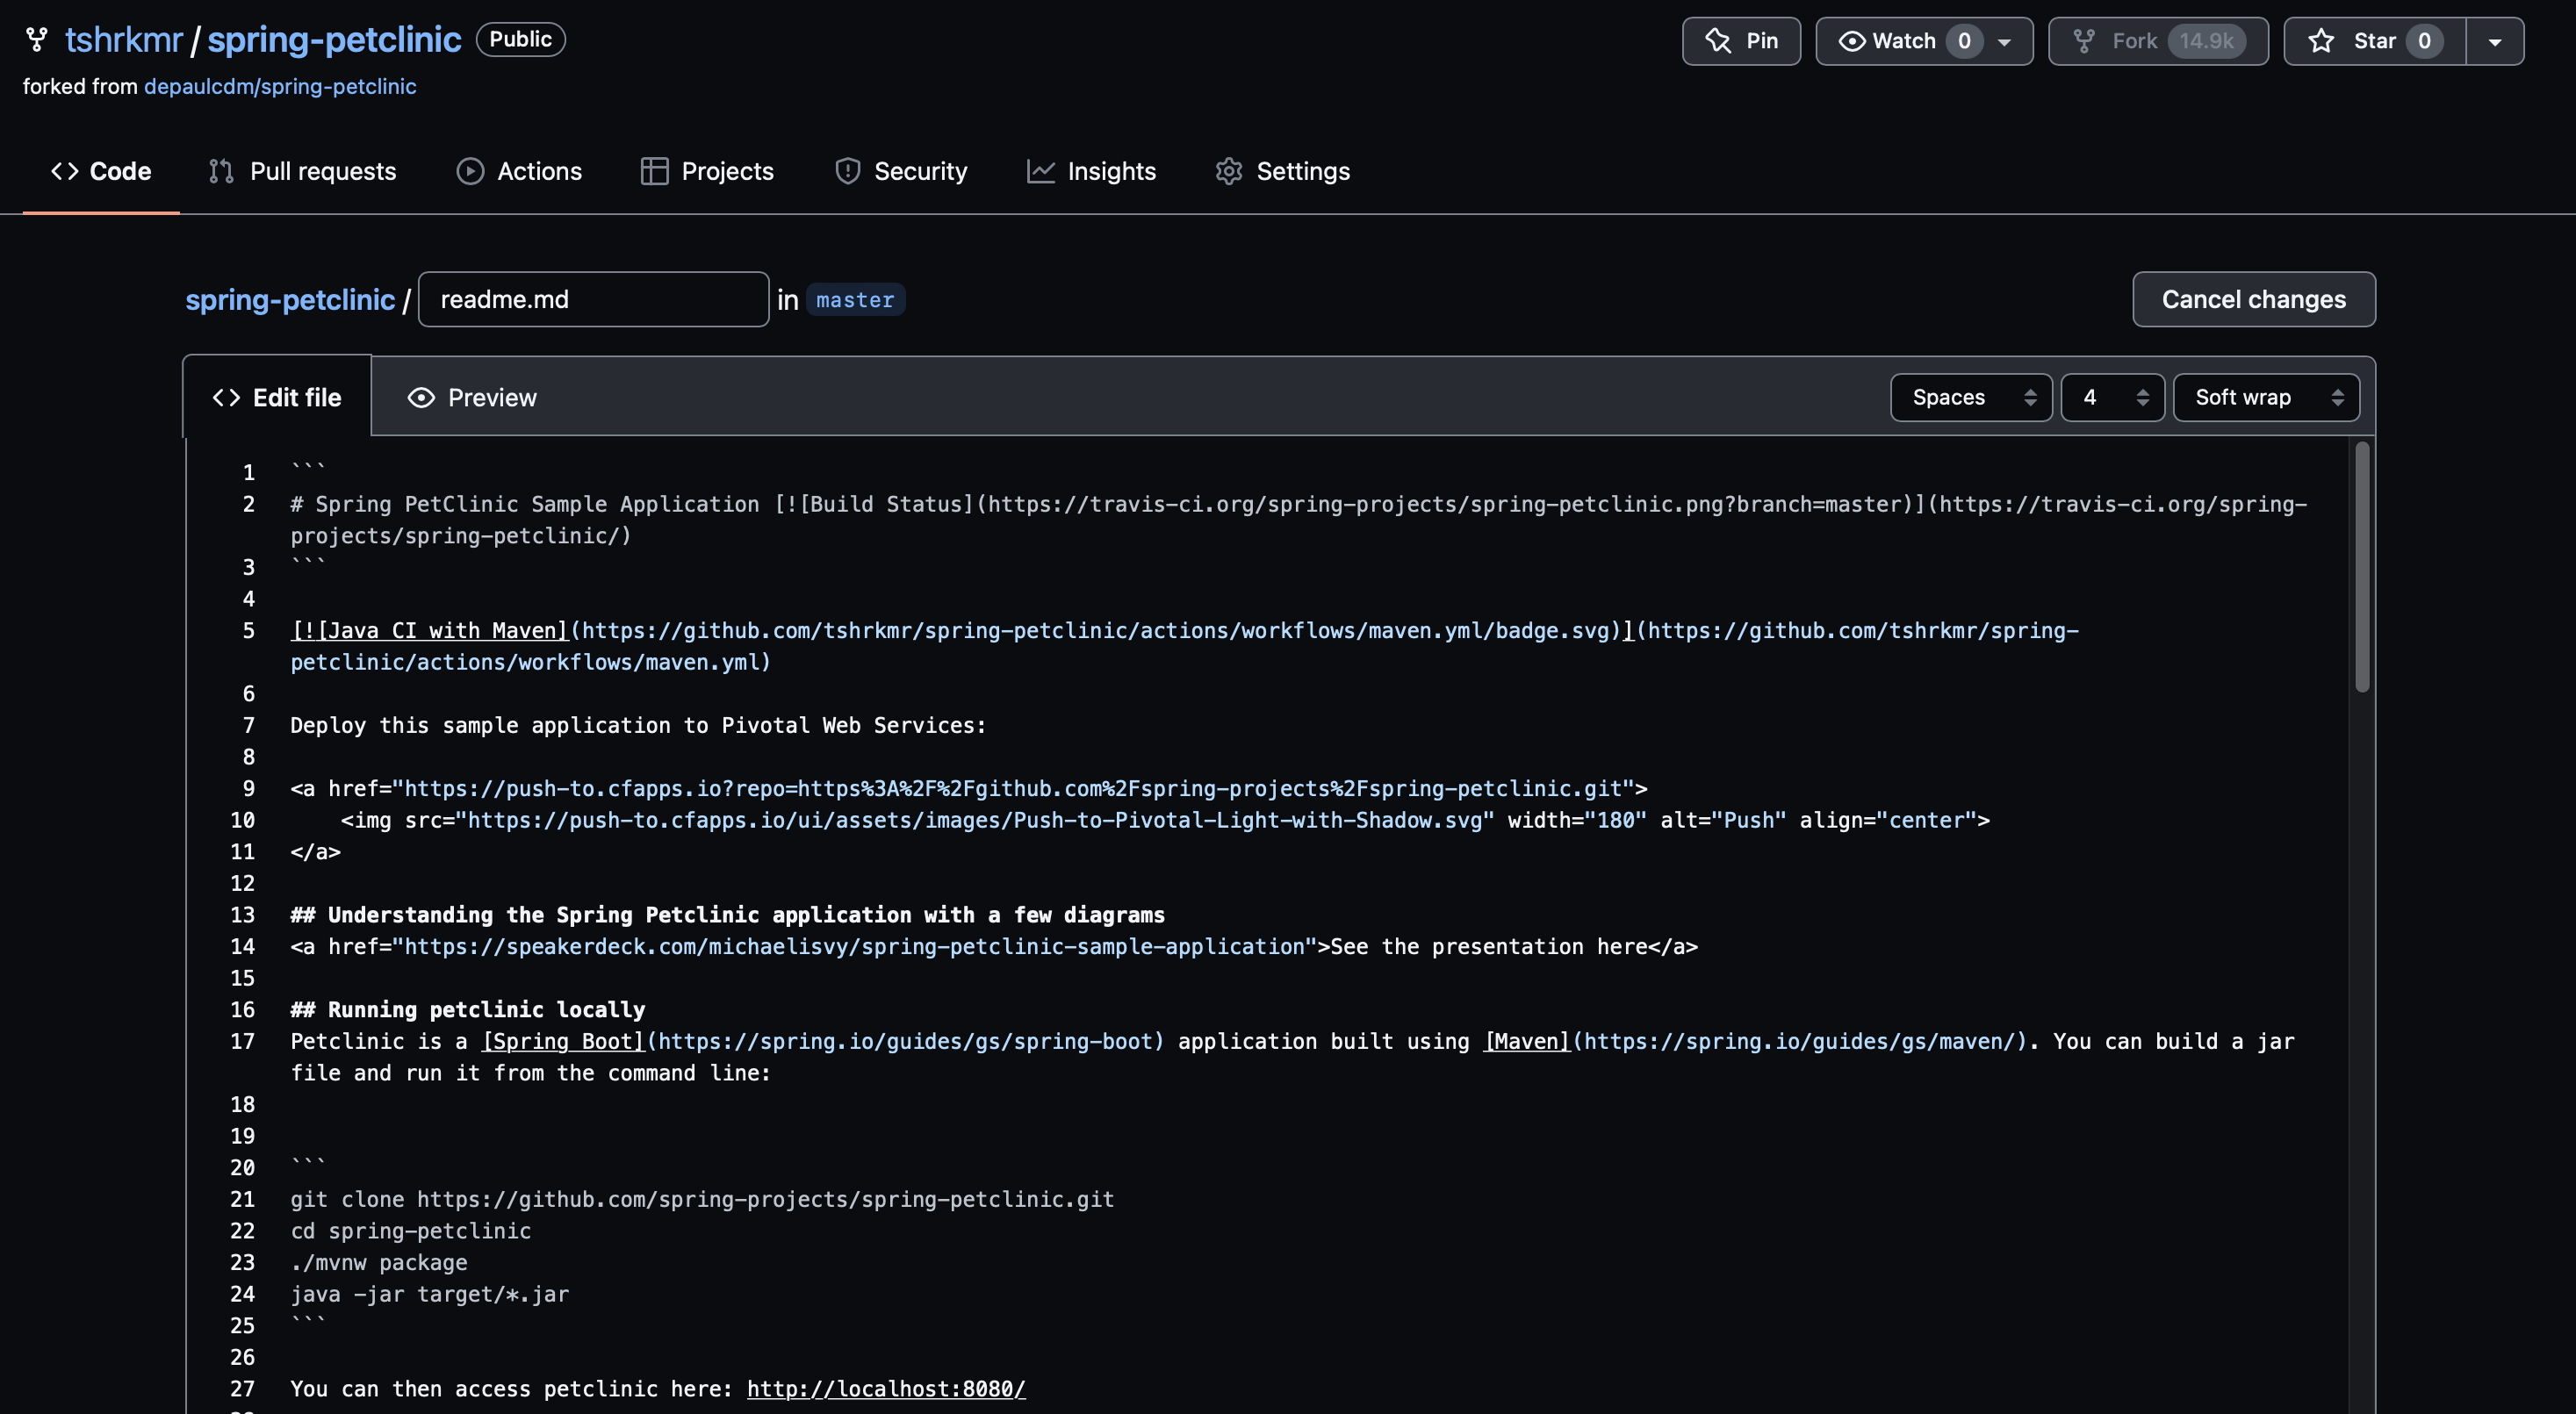 tshrkmr / spring-petclinic Public
Pin Watch 0 Fork 14.9k Star 0
forked from depaulcdm/spring-petclinic
Code Pull requests Actions Projects Security Insights Settings
spring-petclinic / readme.md in master Cancel changes
Edit file Preview Spaces 4 Soft wrap
1 ```
2 # Spring PetClinic Sample Application [![Build Status](https://travis-ci.org/spring-projects/spring-petclinic.png?branch=master)](https://travis-ci.org/spring-
projects/spring-petclinic/)
3 ```
4
5 [![Java CI with Maven](https://github.com/tshrkmr/spring-petclinic/actions/workflows/maven.yml/badge.svg)](https://github.com/tshrkmr/spring-
petclinic/actions/workflows/maven.yml)
6
7 Deploy this sample application to Pivotal Web Services:
8
9 <a href="https://push-to.cfapps.io?repo=https%3A%2F%2Fgithub.com%2Fspring-projects%2Fspring-petclinic.git">
10     <img src="https://push-to.cfapps.io/ui/assets/images/Push-to-Pivotal-Light-with-Shadow.svg" width="180" alt="Push" align="center">
11 </a>
12
13 ## Understanding the Spring Petclinic application with a few diagrams
14 <a href="https://speakerdeck.com/michaelisvy/spring-petclinic-sample-application">See the presentation here</a>
15
16 ## Running petclinic locally
17 Petclinic is a [Spring Boot](https://spring.io/guides/gs/spring-boot) application built using [Maven](https://spring.io/guides/gs/maven/). You can build a jar
file and run it from the command line:
18
19
20 ```
21 git clone https://github.com/spring-projects/spring-petclinic.git
22 cd spring-petclinic
23 ./mvnw package
24 java -jar target/*.jar
25 ```
26
27 You can then access petclinic here: http://localhost:8080/